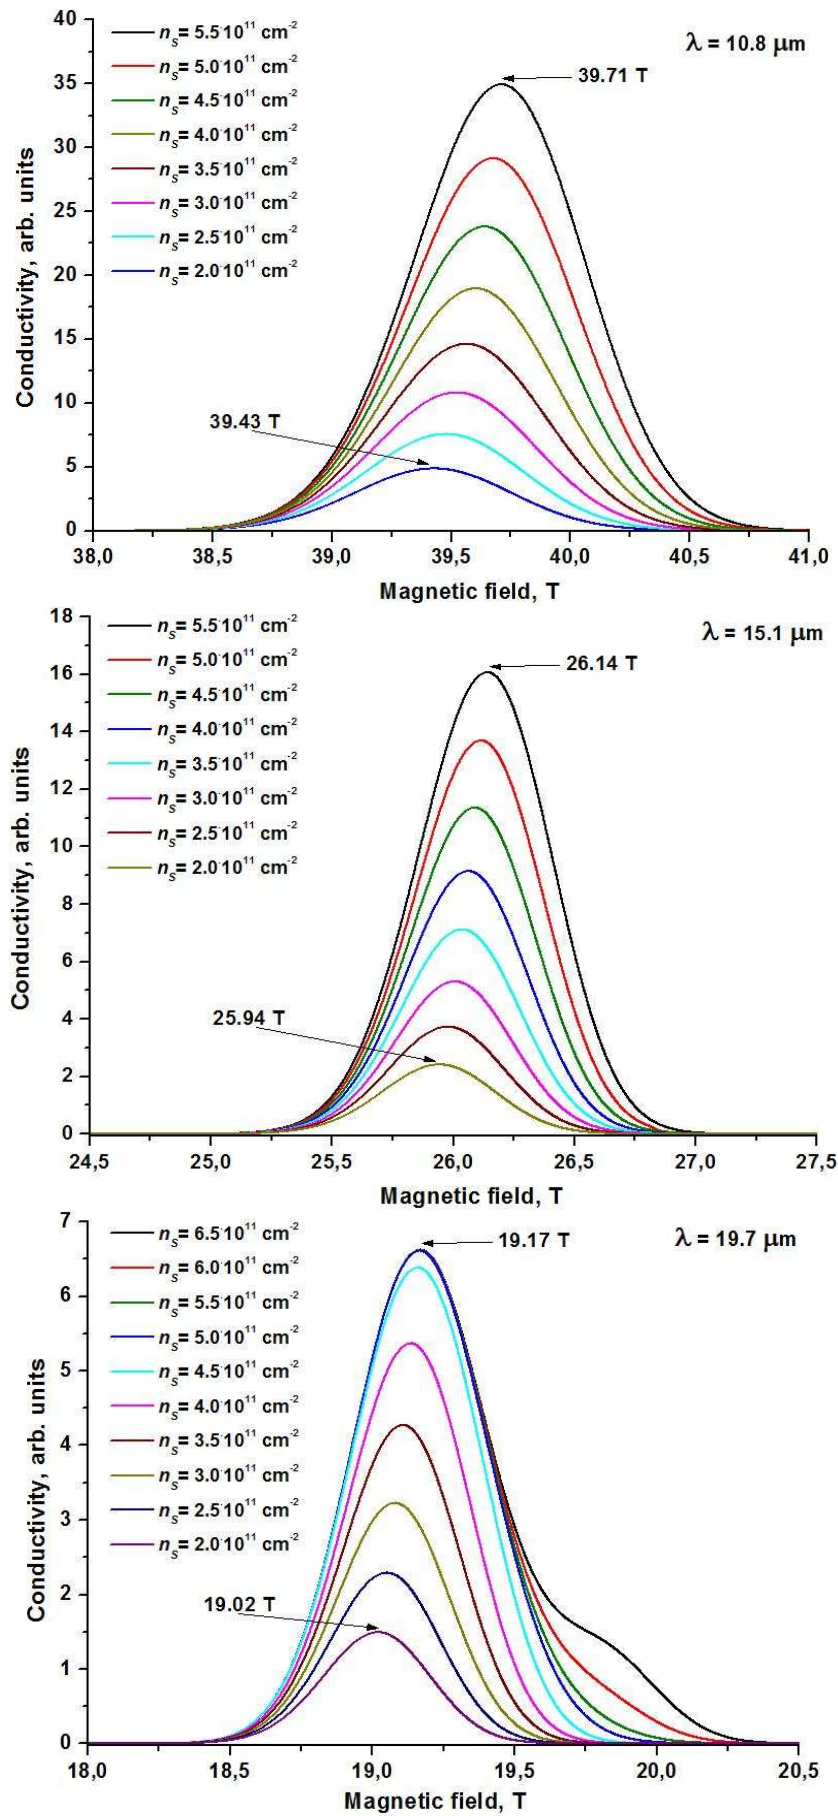 40
35
30
25
20
15
10
5
0
Conductivity, arb. units
n_s= 5.5·10^11 cm^-2
n_s= 5.0·10^11 cm^-2
n_s= 4.5·10^11 cm^-2
n_s= 4.0·10^11 cm^-2
n_s= 3.5·10^11 cm^-2
n_s= 3.0·10^11 cm^-2
n_s= 2.5·10^11 cm^-2
n_s= 2.0·10^11 cm^-2
λ = 10.8 μm
39.71 T
39.43 T
38,0 38,5 39,0 39,5 40,0 40,5 41,0
Magnetic field, T
18
16
14
12
10
8
6
4
2
0
Conductivity, arb. units
n_s= 5.5·10^11 cm^-2
n_s= 5.0·10^11 cm^-2
n_s= 4.5·10^11 cm^-2
n_s= 4.0·10^11 cm^-2
n_s= 3.5·10^11 cm^-2
n_s= 3.0·10^11 cm^-2
n_s= 2.5·10^11 cm^-2
n_s= 2.0·10^11 cm^-2
λ = 15.1 μm
26.14 T
25.94 T
24,5 25,0 25,5 26,0 26,5 27,0 27,5
Magnetic field, T
7
6
5
4
3
2
1
0
Conductivity, arb. units
n_s= 6.5·10^11 cm^-2
n_s= 6.0·10^11 cm^-2
n_s= 5.5·10^11 cm^-2
n_s= 5.0·10^11 cm^-2
n_s= 4.5·10^11 cm^-2
n_s= 4.0·10^11 cm^-2
n_s= 3.5·10^11 cm^-2
n_s= 3.0·10^11 cm^-2
n_s= 2.5·10^11 cm^-2
n_s= 2.0·10^11 cm^-2
λ = 19.7 μm
19.17 T
19.02 T
18,0 18,5 19,0 19,5 20,0 20,5
Magnetic field, T